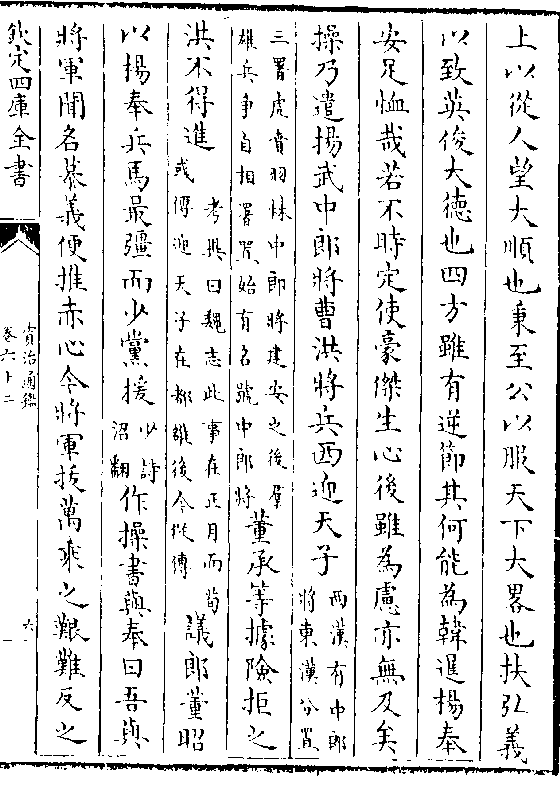 上以從人望大順也秉至公以服天下大畧也扶弘義
以致英俊大德也四方雖有逆節其何能為韓暹楊奉
安足恤哉若不時定使豪傑生心後雖為慮亦無及矣
操乃遣揚武中郎將曹洪將兵西迎天子兩漢有中郎將東漢分置
三署虎賁羽林中郎將建安之後羣雄兵爭自相署置始有名號中郎將董承等據險拒之
洪不得進考異曰魏志此事在正月而荀彧傳迎天子在都雒後今從傳議郎董昭
以揚奉兵馬最彊而少黨援少詩沼翻作操書與奉曰吾與
將軍聞名慕義便推赤心今將軍拔萬乘之艱難反之
欽定四庫全書
資治通鑑
卷六十二
六